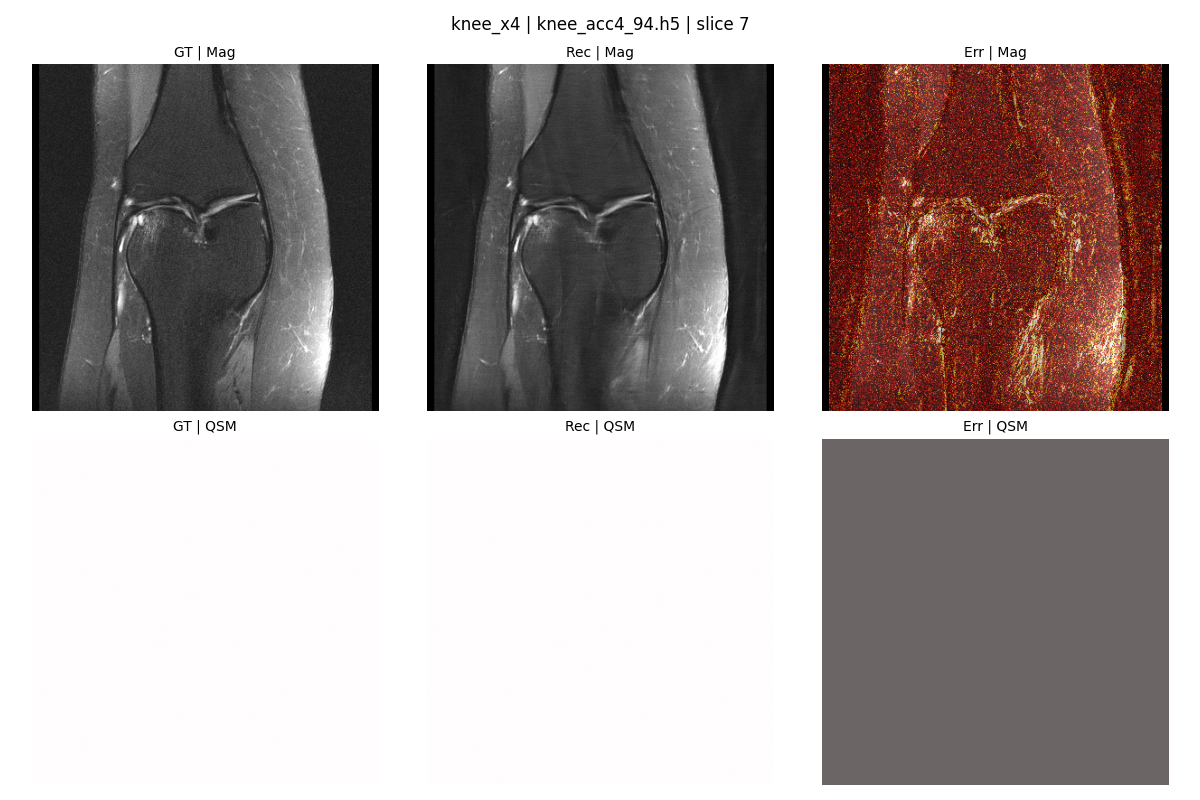 knee_x4 | knee_acc4_94.h5 | slice 7
GT | Mag
Rec | Mag
Err | Mag
GT | QSM
Rec | QSM
Err | QSM